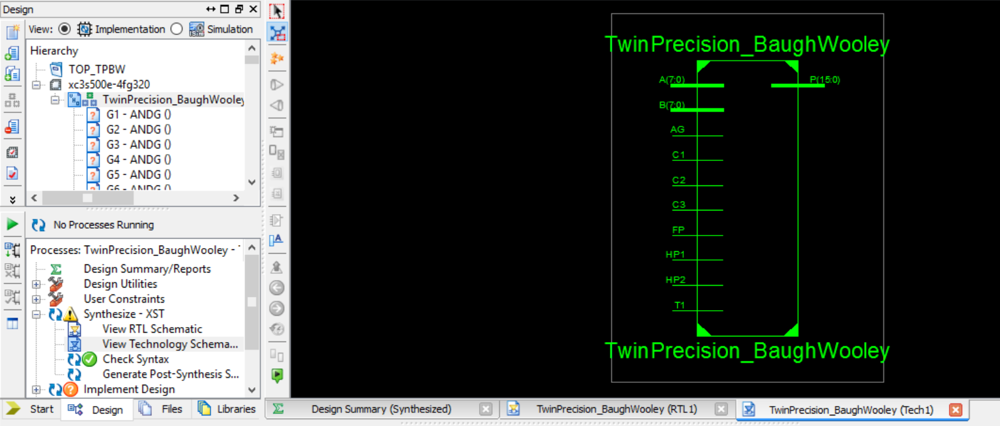 Design
View: Implementation Simulation
Hierarchy
TOP_TPBW
xc3s500e-4fg320
TwinPrecision_BaughWooley
G1 - ANDG ()
G2 - ANDG ()
G3 - ANDG ()
G4 - ANDG ()
G5 - ANDG ()
G6 - ANDG ()
No Processes Running
Processes: TwinPrecision_BaughWooley -
Design Summary/Reports
Design Utilities
User Constraints
Synthesize - XST
View RTL Schematic
View Technology Schema...
Check Syntax
Generate Post-Synthesis S...
Implement Design
Start Design Files Libraries
TwinPrecision_BaughWooley
A(7:0) P(15:0)
B(7:0)
AG
C1
C2
C3
FP
HP1
HP2
T1
TwinPrecision_BaughWooley
Design Summary (Synthesized) TwinPrecision_BaughWooley (RTL1) TwinPrecision_BaughWooley (Tech1)